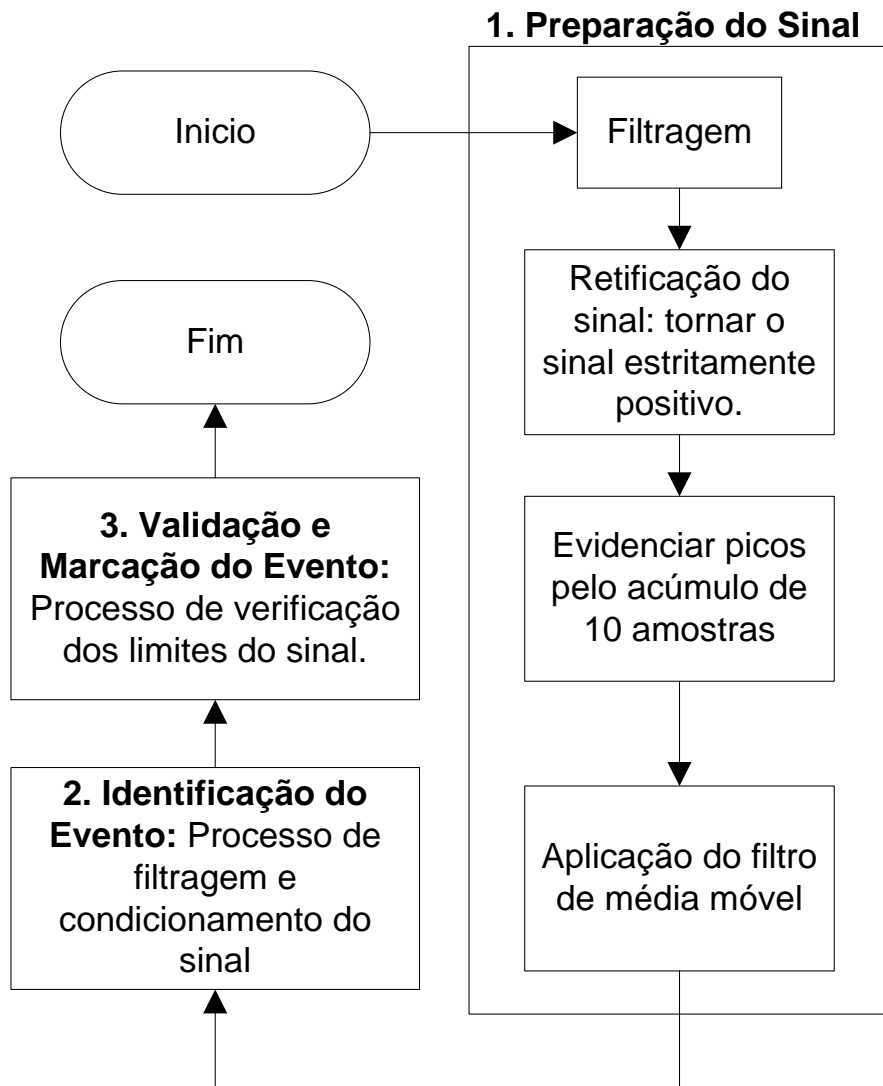 1. Preparação do Sinal
Inicio
Filtragem
Retificação do
sinal: tornar o
sinal estritamente
positivo.
Evidenciar picos
pelo acúmulo de
10 amostras
Aplicação do filtro
de média móvel
2. Identificação do
Evento: Processo de
filtragem e
condicionamento do
sinal
3. Validação e
Marcação do Evento:
Processo de verificação
dos limites do sinal.
Fim